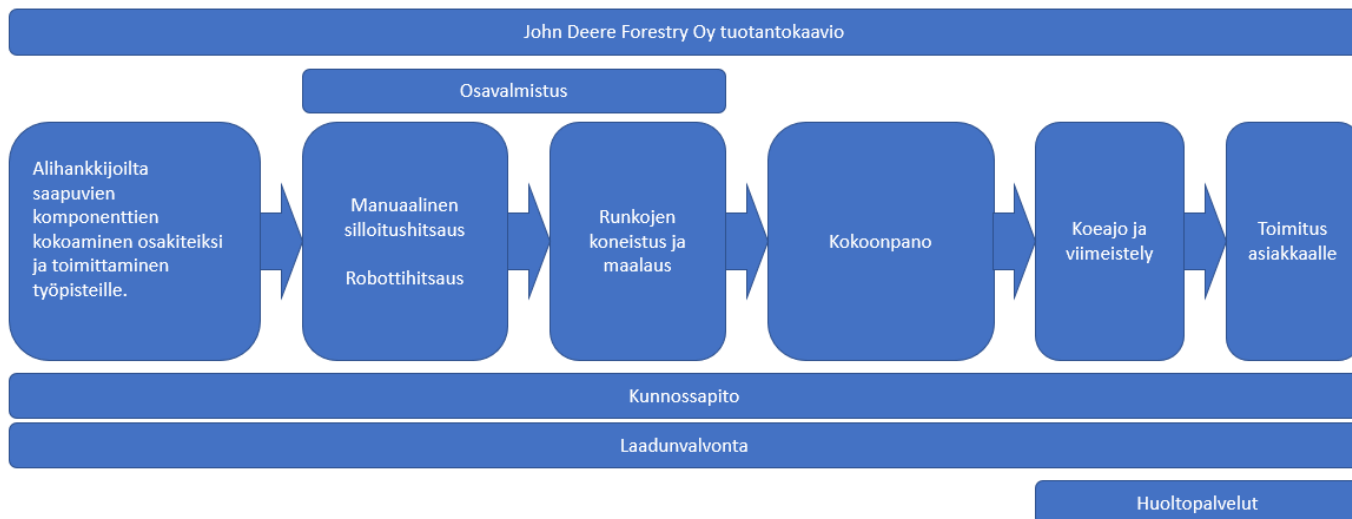 John Deere Forestry Oy tuotantokaavio
Osavalmistus
Alihankkijoilta
saapuvien
komponenttien
kokoaminen osakiteiksi
ja toimittaminen
työpisteille.
Manuaalinen
silloitushitsaus
Robottihitsaus
Runkojen
koneistus ja
maalaus
Kokoonpano
Koeajo ja
viimeistely
Toimitus
asiakkaalle
Kunnossapito
Laadunvalvonta
Huoltopalvelut